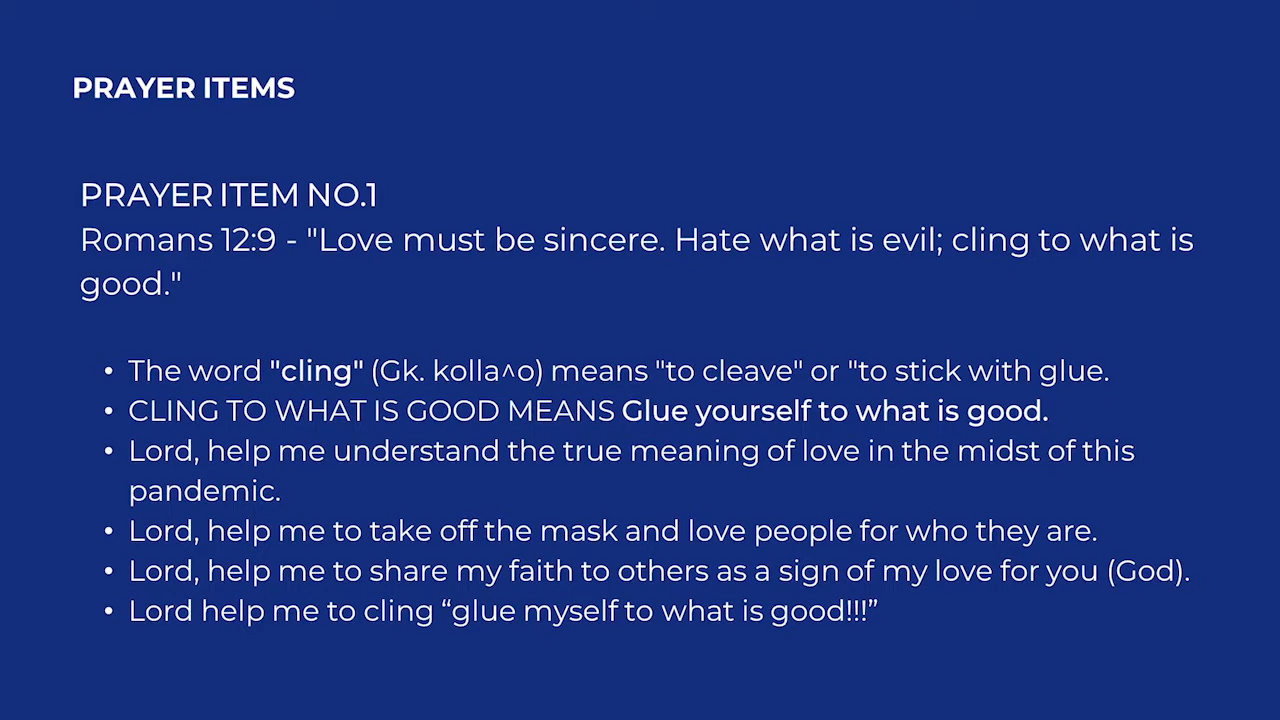 PRAYER ITEMS
PRAYER ITEM NO.1
Romans 12:9 - "Love must be sincere. Hate what is evil; cling to what is
good."
• The word "cling" (Gk. kolla^o) means "to cleave" or "to stick with glue.
• CLING TO WHAT IS GOOD MEANS Glue yourself to what is good.
• Lord, help me understand the true meaning of love in the midst of this
pandemic.
• Lord, help me to take off the mask and love people for who they are.
• Lord, help me to share my faith to others as a sign of my love for you (God).
• Lord help me to cling “glue myself to what is good!!!”